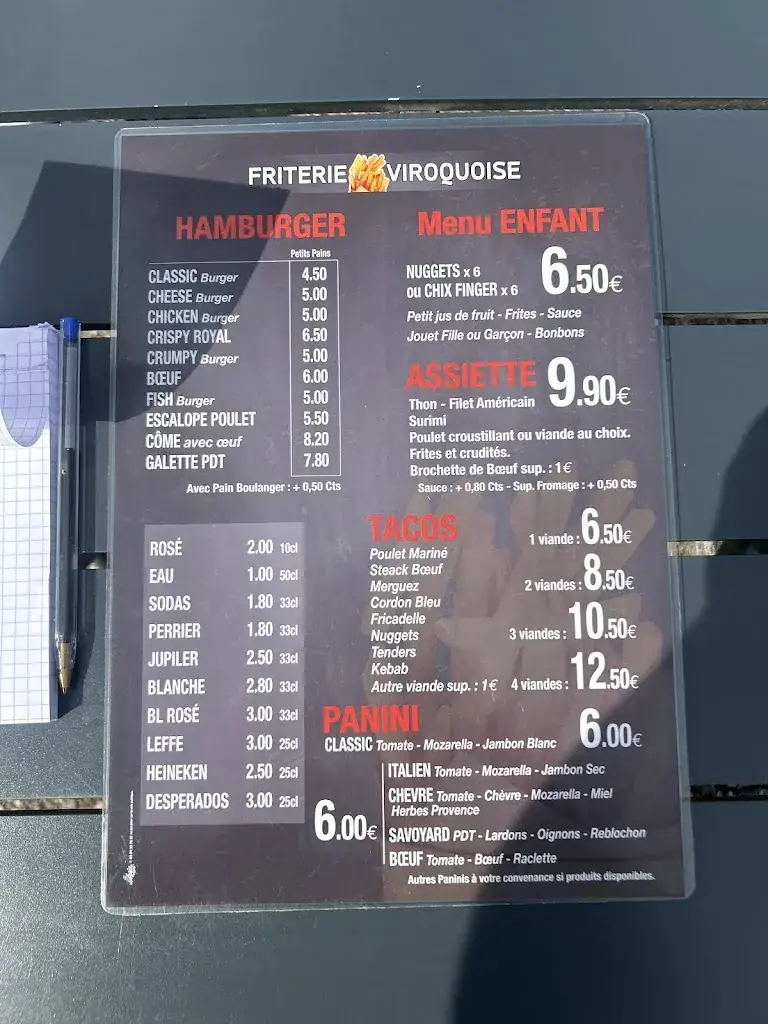 FRITERIE VIROQUOISE
HAMBURGER
Petits Pains
CLASSIC Burger 4.50
CHEESE Burger 5.00
CHICKEN Burger 5.00
CRISPY ROYAL 6.50
CRUMPY Burger 5.00
BŒUF 6.00
FISH Burger 5.00
ESCALOPE POULET 5.50
CÔME avec œuf 8.20
GALETTE PDT 7.80
Avec Pain Boulanger : + 0,50 Cts
Menu ENFANT
NUGGETS x 6
ou CHIX FINGER x 6 6.50€
Petit jus de fruit - Frites - Sauce
Jouet Fille ou Garçon - Bonbons
ASSIETTE 9.90€
Thon - Filet Américain
Surimi
Poulet croustillant ou viande au choix.
Frites et crudités.
Brochette de Bœuf sup. : 1€
Sauce : + 0,80 Cts - Sup. Fromage : + 0,50 Cts
ROSÉ 2.00 10cl
EAU 1.00 50cl
SODAS 1.80 33cl
PERRIER 1.80 33cl
JUPILER 2.50 33cl
BLANCHE 2.80 33cl
BL ROSÉ 3.00 33cl
LEFFE 3.00 25cl
HEINEKEN 2.50 25cl
DESPERADOS 3.00 25cl
TACOS
Poulet Mariné
Steack Bœuf
Merguez
Cordon Bleu
Fricadelle
Nuggets
Tenders
Kebab
Autre viande sup. : 1€
1 viande : 6.50€
2 viandes : 8.50€
3 viandes : 10.50€
4 viandes : 12.50€
PANINI
CLASSIC Tomate - Mozarella - Jambon Blanc 6.00€
6.00€
ITALIEN Tomate - Mozarella - Jambon Sec
CHEVRE Tomate - Chèvre - Mozarella - Miel
Herbes Provence
SAVOYARD PDT - Lardons - Oignons - Reblochon
BŒUF Tomate - Bœuf - Raclette
Autres Paninis à votre convenance si produits disponibles.